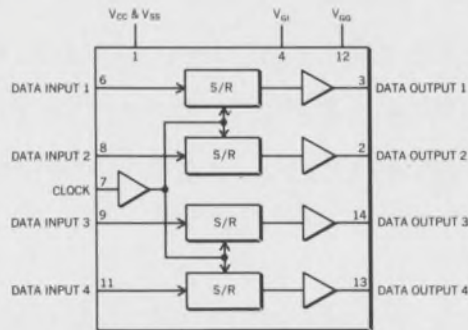 VCC & VSS VGI VGG
1 4 12
DATA INPUT 1 6 S/R 3 DATA OUTPUT 1
DATA INPUT 2 8 S/R 2 DATA OUTPUT 2
CLOCK 7
DATA INPUT 3 9 S/R 14 DATA OUTPUT 3
DATA INPUT 4 11 S/R 13 DATA OUTPUT 4